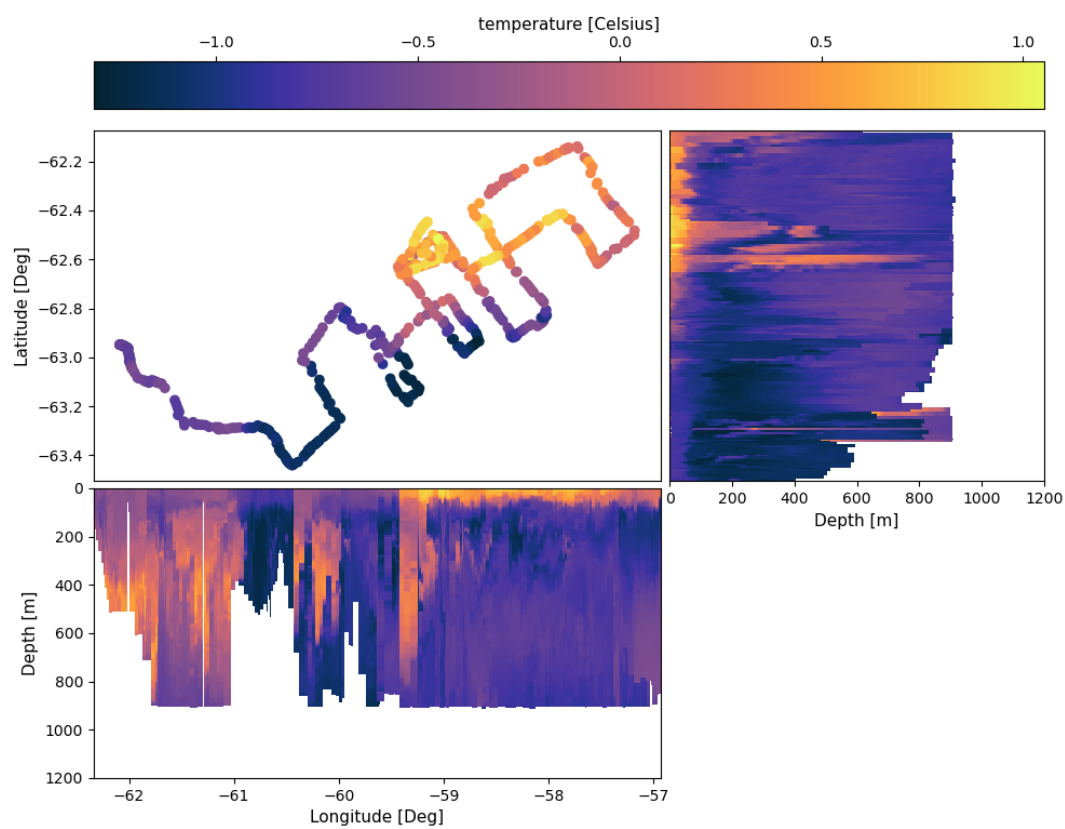 temperature [Celsius]
−1.0 −0.5 0.0 0.5 1.0
Latitude [Deg]
−62.2
−62.4
−62.6
−62.8
−63.0
−63.2
−63.4
0 200 400 600 800 1000 1200
Depth [m]
Depth [m]
0
200
400
600
800
1000
1200
−62 −61 −60 −59 −58 −57
Longitude [Deg]